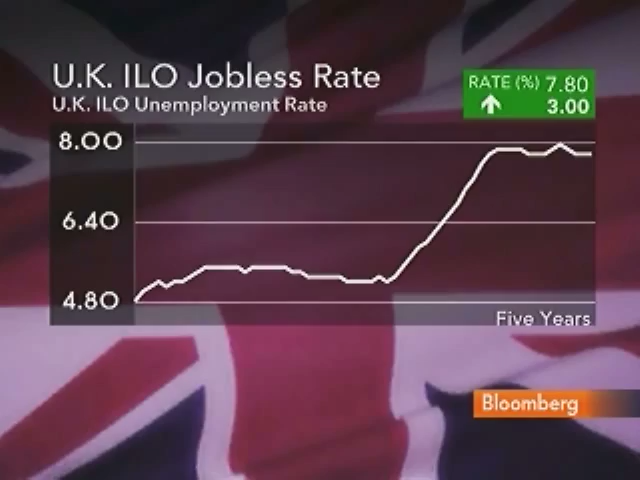 U.K. ILO Jobless Rate
U.K. ILO Unemployment Rate
RATE (%) 7.80
3.00
8.00
6.40
4.80
Five Years
Bloomberg